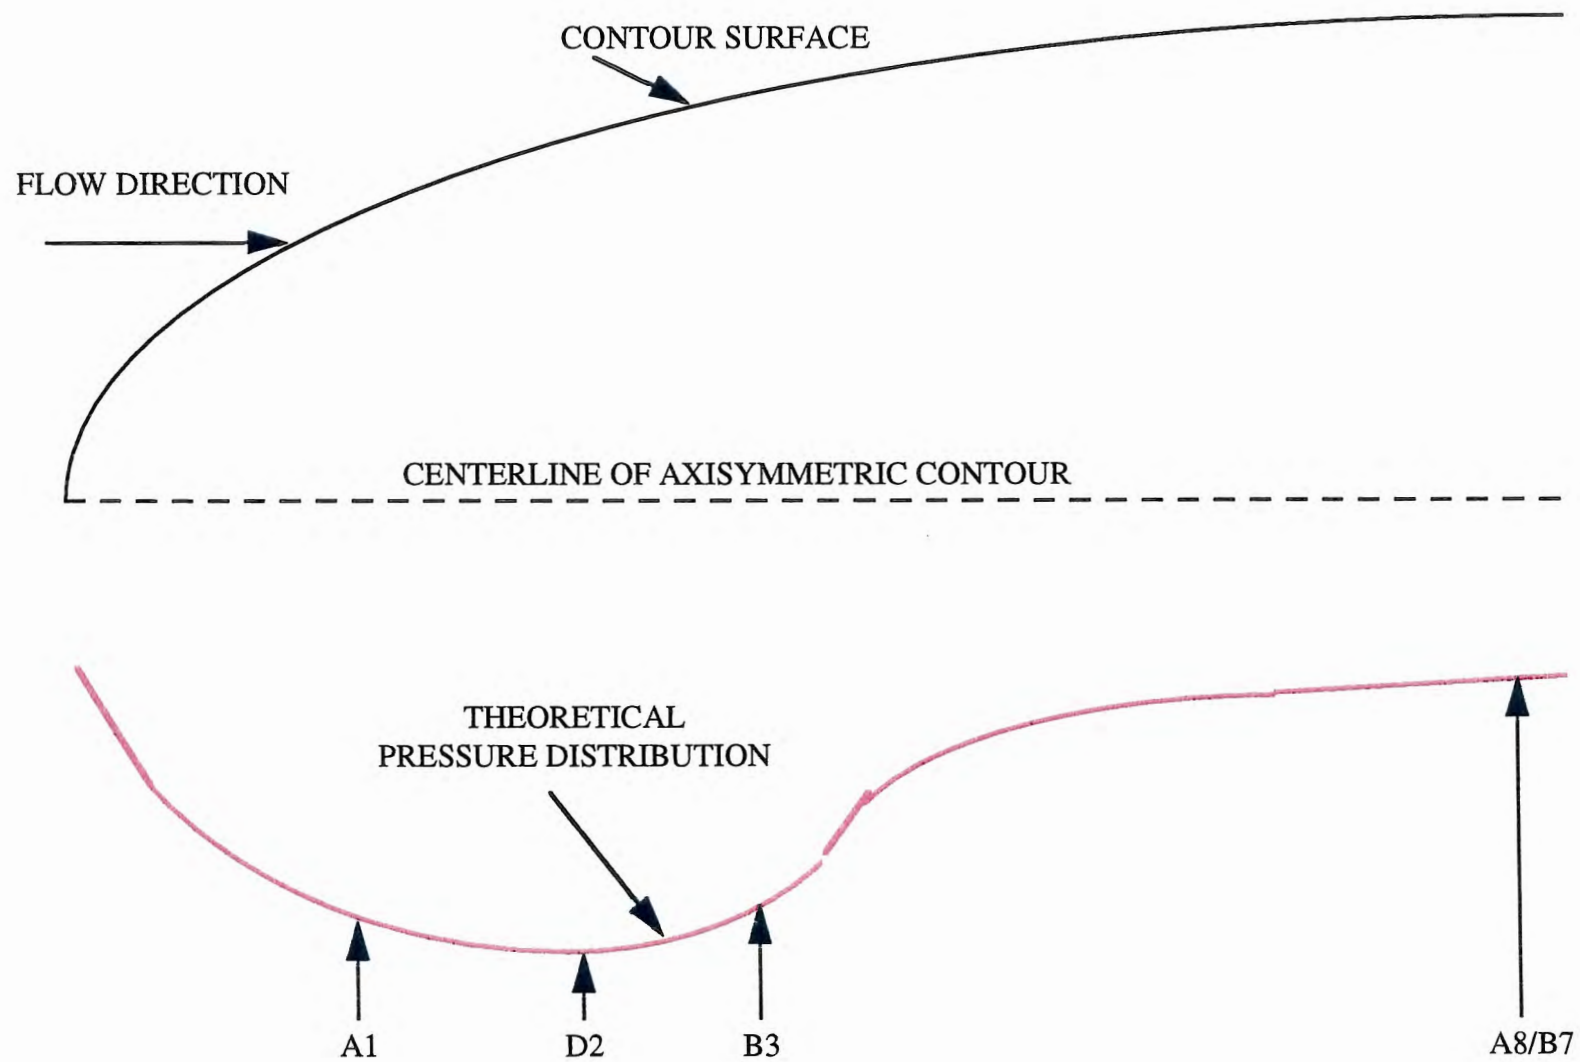 CONTOUR SURFACE
FLOW DIRECTION
CENTERLINE OF AXISYMMETRIC CONTOUR
THEORETICAL
PRESSURE DISTRIBUTION
A1
D2
B3
A8/B7